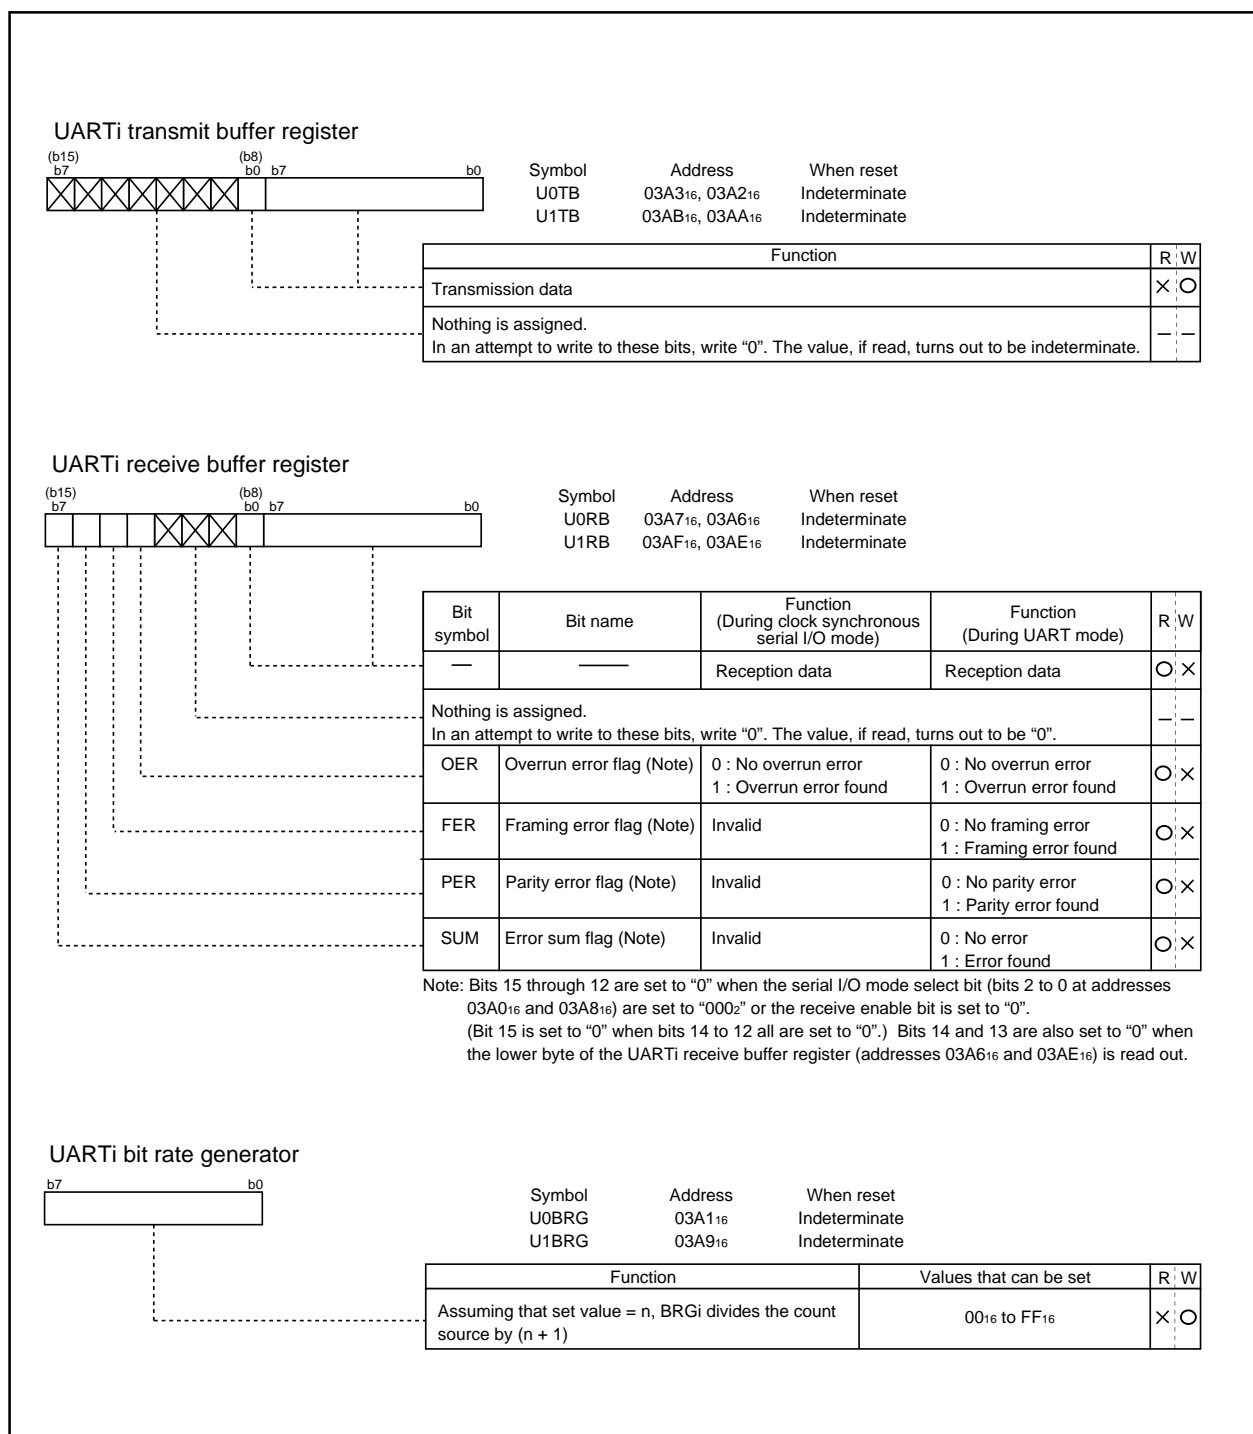 UARTi transmit buffer register
(b15) (b8)
b7 b0 b7 b0
Symbol Address When reset
U0TB 03A3₁₆, 03A2₁₆ Indeterminate
U1TB 03AB₁₆, 03AA₁₆ Indeterminate
Function R W
Transmission data ✕ O
Nothing is assigned.
In an attempt to write to these bits, write “0”. The value, if read, turns out to be indeterminate. — —
UARTi receive buffer register
(b15) (b8)
b7 b0 b7 b0
Symbol Address When reset
U0RB 03A7₁₆, 03A6₁₆ Indeterminate
U1RB 03AF₁₆, 03AE₁₆ Indeterminate
Bit symbol Bit name Function (During clock synchronous serial I/O mode) Function (During UART mode) R W
— — Reception data Reception data O ✕
Nothing is assigned.
In an attempt to write to these bits, write “0”. The value, if read, turns out to be “0”. — —
OER Overrun error flag (Note) 0 : No overrun error 0 : No overrun error O ✕
1 : Overrun error found 1 : Overrun error found
FER Framing error flag (Note) Invalid 0 : No framing error O ✕
1 : Framing error found
PER Parity error flag (Note) Invalid 0 : No parity error O ✕
1 : Parity error found
SUM Error sum flag (Note) Invalid 0 : No error O ✕
1 : Error found
Note: Bits 15 through 12 are set to “0” when the serial I/O mode select bit (bits 2 to 0 at addresses
03A0₁₆ and 03A8₁₆) are set to “000₂” or the receive enable bit is set to “0”.
(Bit 15 is set to “0” when bits 14 to 12 all are set to “0”.) Bits 14 and 13 are also set to “0” when
the lower byte of the UARTi receive buffer register (addresses 03A6₁₆ and 03AE₁₆) is read out.
UARTi bit rate generator
b7 b0
Symbol Address When reset
U0BRG 03A1₁₆ Indeterminate
U1BRG 03A9₁₆ Indeterminate
Function Values that can be set R W
Assuming that set value = n, BRGi divides the count
source by (n + 1) 00₁₆ to FF₁₆ ✕ O